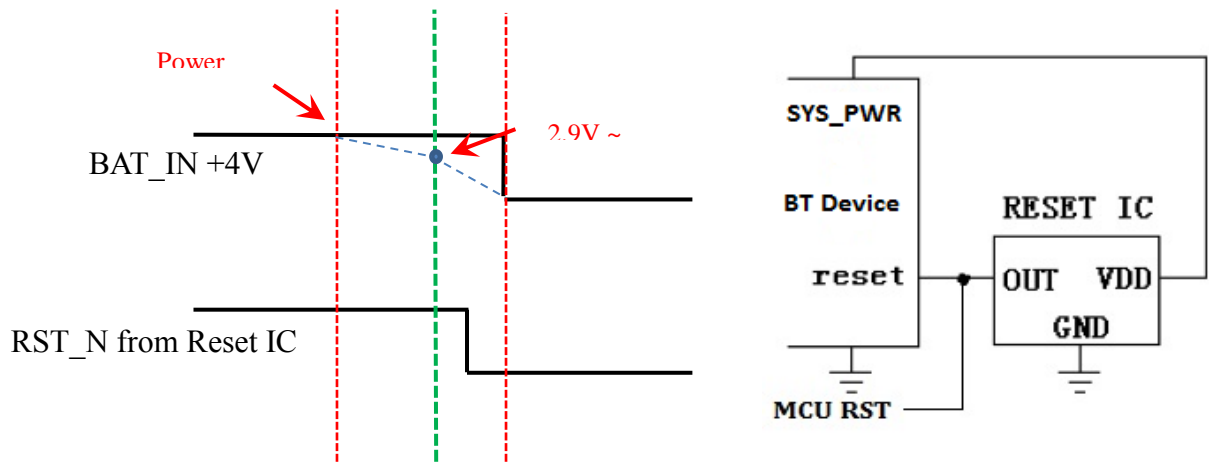 Power
2.9V ~
BAT_IN +4V
RST_N from Reset IC
SYS_PWR
BT Device
RESET IC
reset
OUT VDD
GND
MCU RST